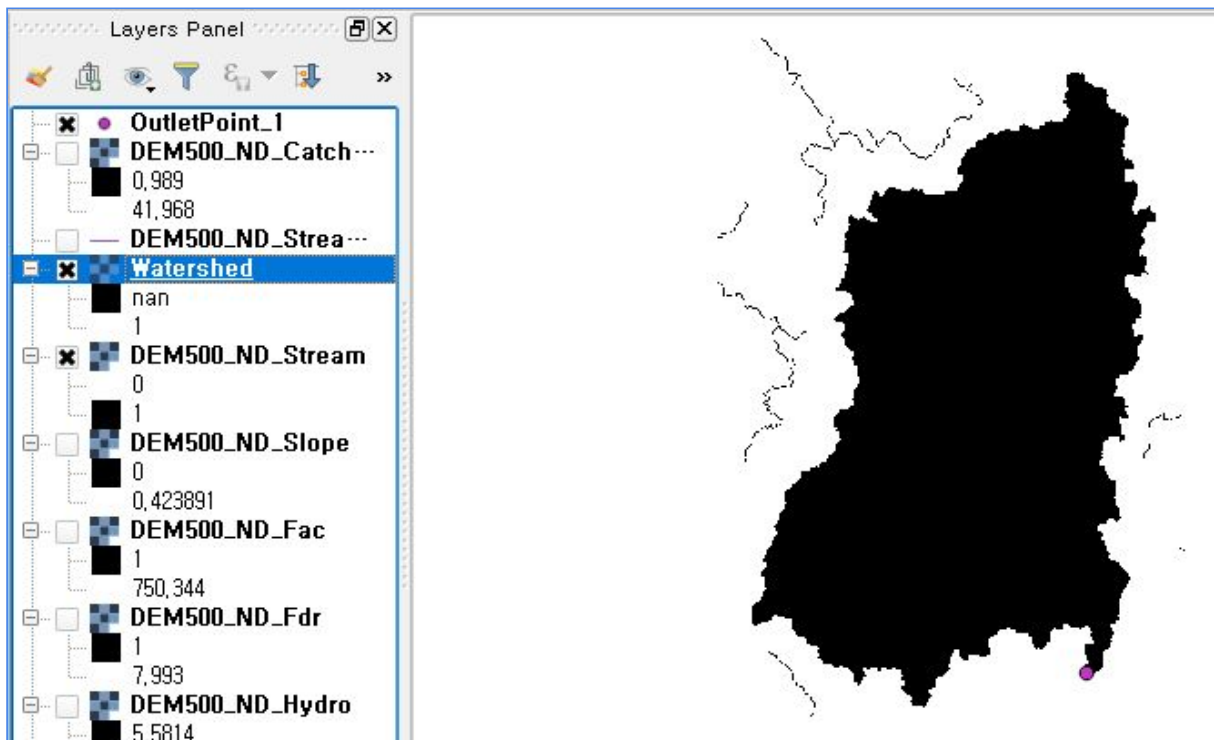 Layers Panel
»
OutletPoint_1
DEM500_ND_Catch···
0,989
41,968
DEM500_ND_Strea···
Watershed
nan
1
DEM500_ND_Stream
0
1
DEM500_ND_Slope
0
0,423891
DEM500_ND_Fac
1
750,344
DEM500_ND_Fdr
1
7,993
DEM500_ND_Hydro
5,5814